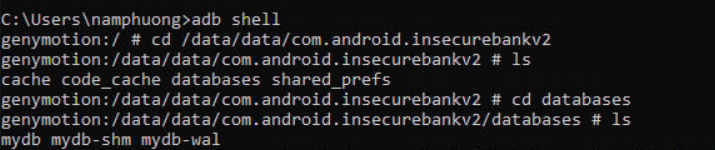 C:\Users\namphuong>adb shell
genymotion:/ # cd /data/data/com.android.insecurebankv2
genymotion:/data/data/com.android.insecurebankv2 # ls
cache code_cache databases shared_prefs
genymotion:/data/data/com.android.insecurebankv2 # cd databases
genymotion:/data/data/com.android.insecurebankv2/databases # ls
mydb mydb-shm mydb-wal